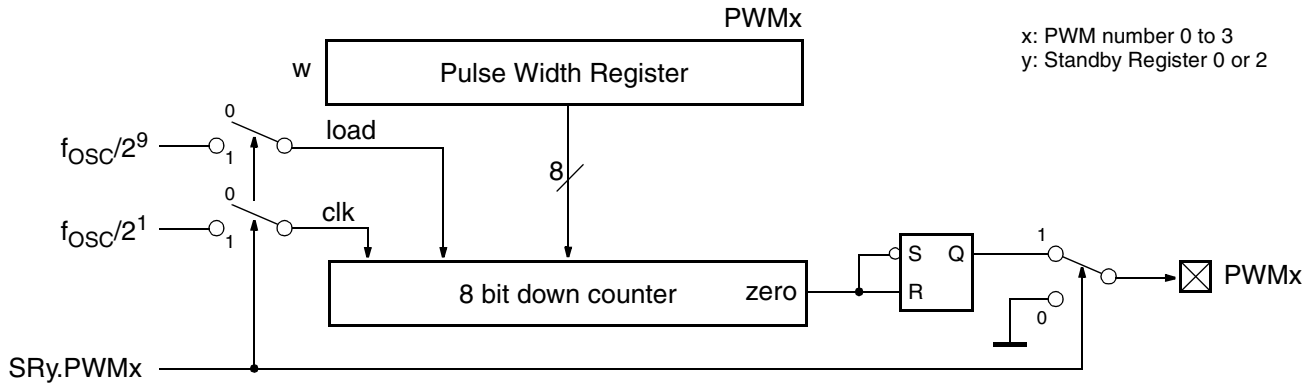 PWMx
x: PWM number 0 to 3
y: Standby Register 0 or 2
w
Pulse Width Register
0
load
fOSC/2⁹
1
8
0
clk
fOSC/2¹
1
S Q
1
8 bit down counter
zero
R
PWMx
0
SRy.PWMx